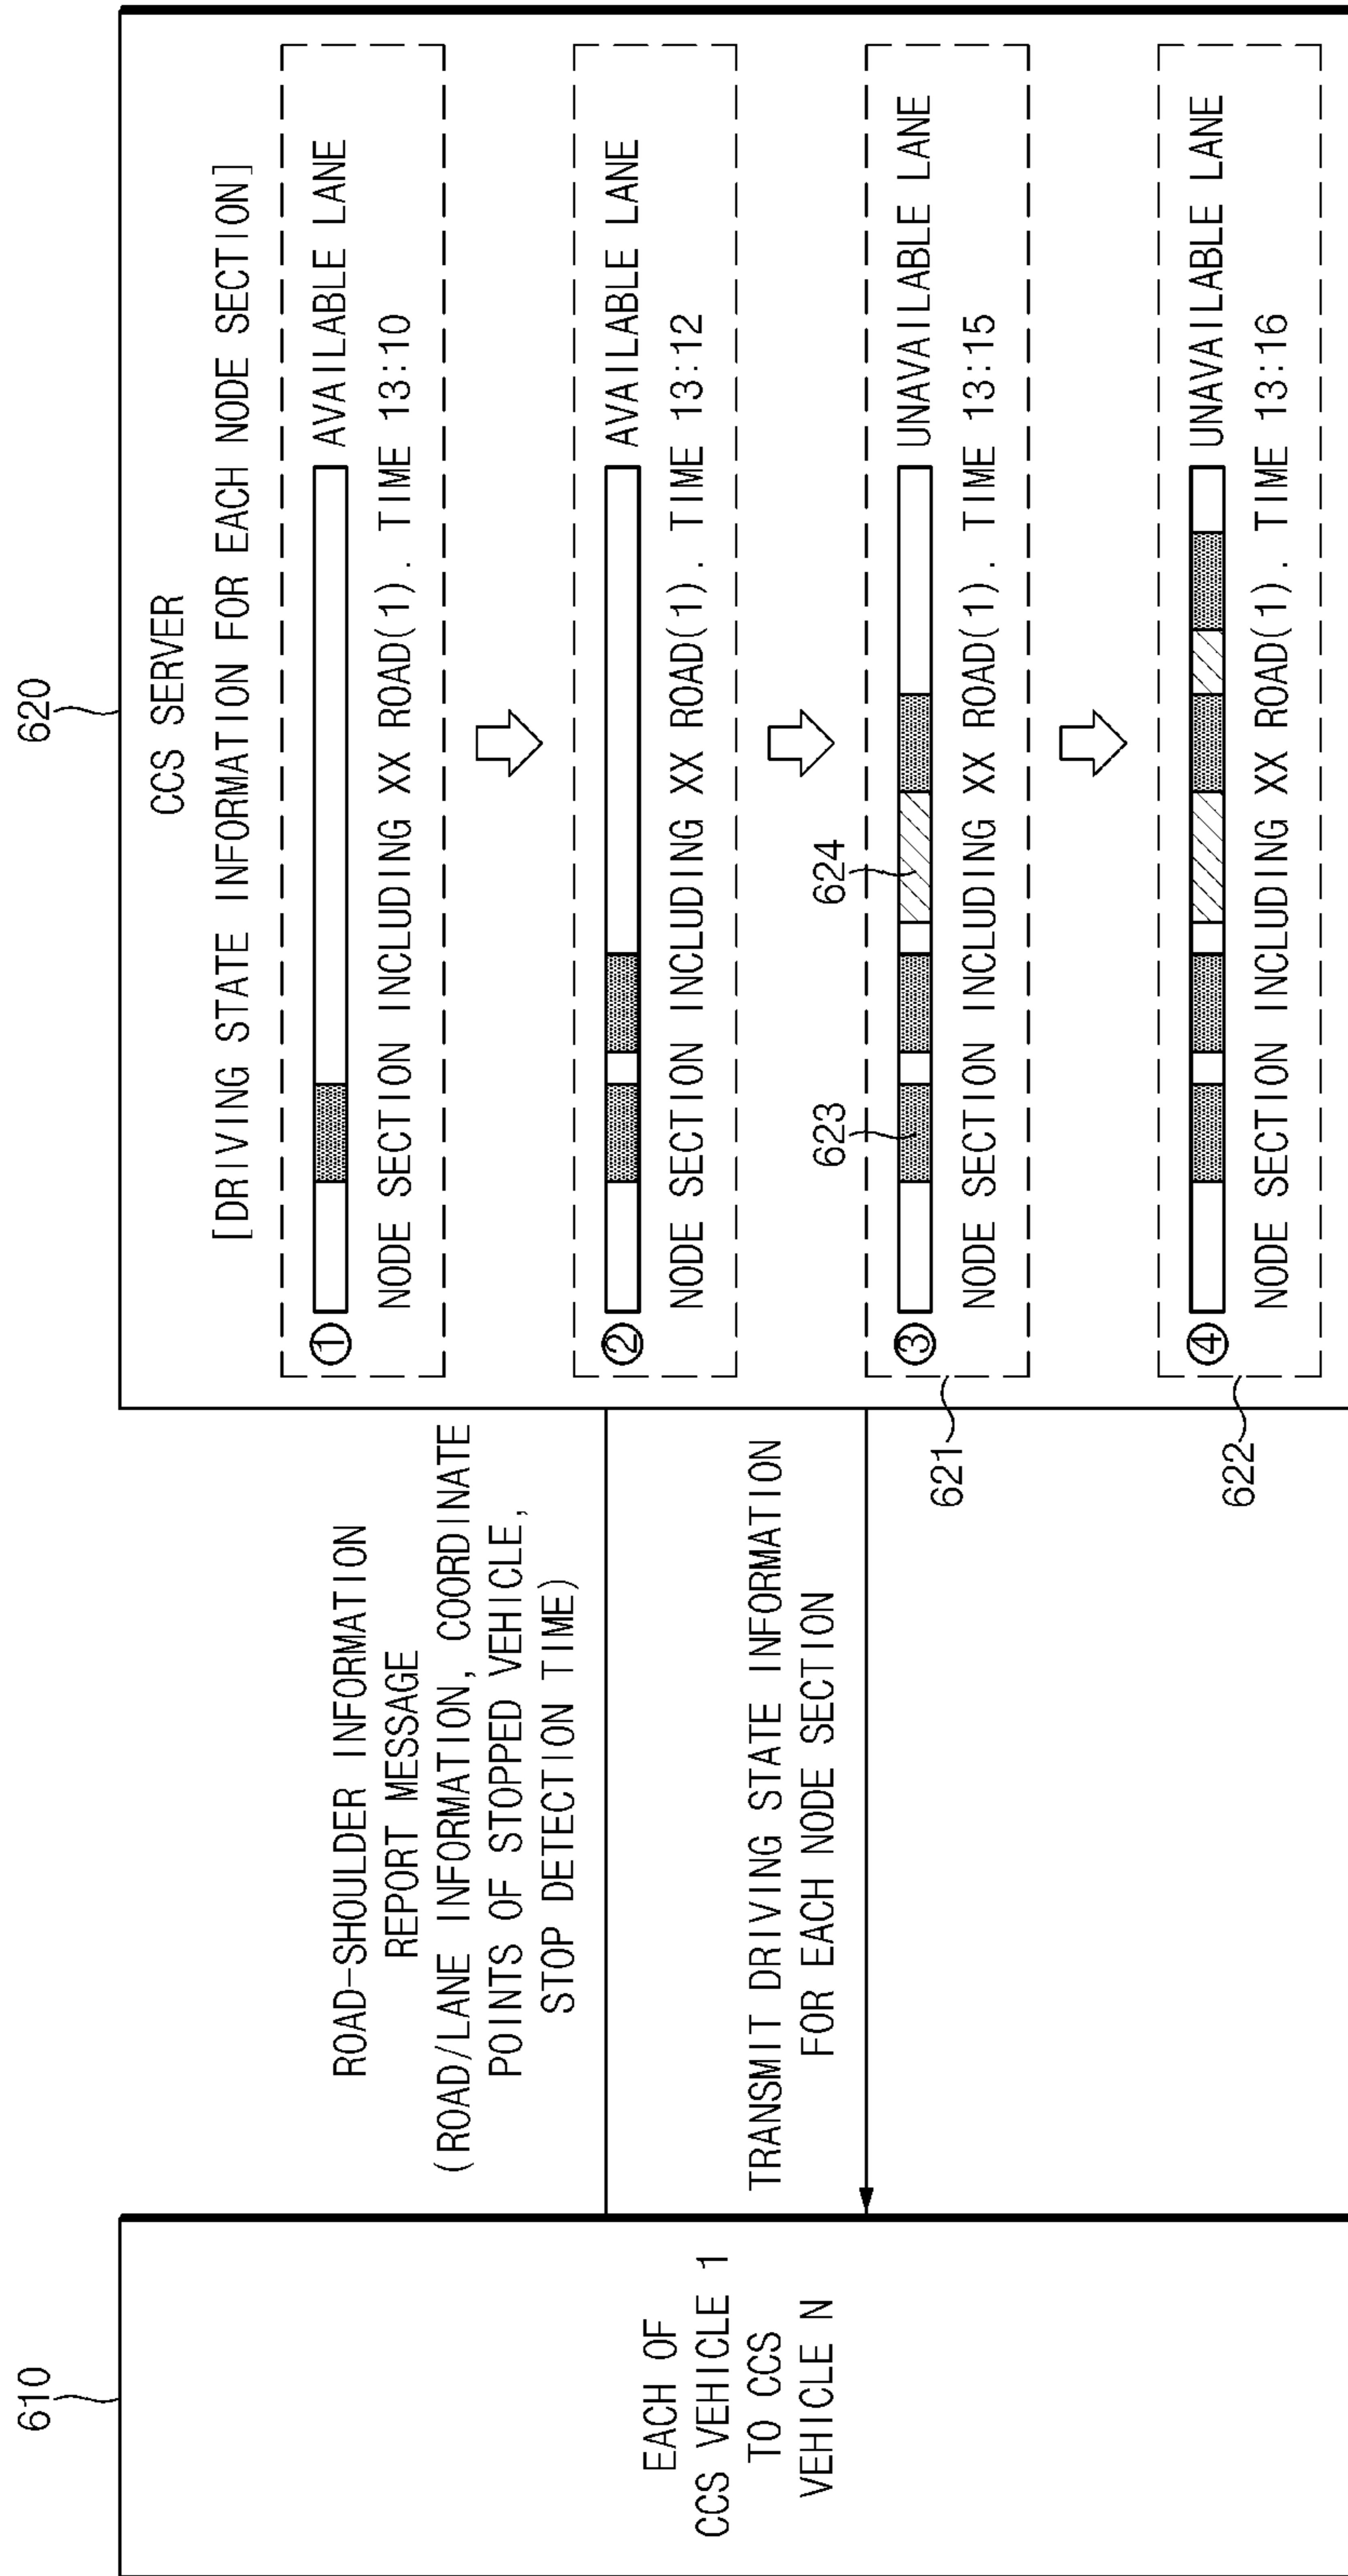 610
EACH OF
CCS VEHICLE 1
TO CCS
VEHICLE N
ROAD-SHOULDER INFORMATION
REPORT MESSAGE
(ROAD/LANE INFORMATION, COORDINATE
POINTS OF STOPPED VEHICLE,
STOP DETECTION TIME)
TRANSMIT DRIVING STATE INFORMATION
FOR EACH NODE SECTION
620
CCS SERVER
[DRIVING STATE INFORMATION FOR EACH NODE SECTION]
① AVAILABLE LANE
NODE SECTION INCLUDING XX ROAD(1). TIME 13:10
② AVAILABLE LANE
NODE SECTION INCLUDING XX ROAD(1). TIME 13:12
623
624
③ UNAVAILABLE LANE
NODE SECTION INCLUDING XX ROAD(1). TIME 13:15
621
④ UNAVAILABLE LANE
NODE SECTION INCLUDING XX ROAD(1). TIME 13:16
622